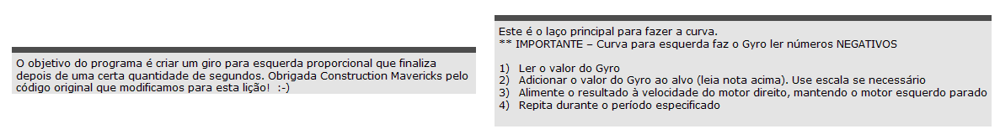 O objetivo do programa é criar um giro para esquerda proporcional que finaliza
depois de uma certa quantidade de segundos. Obrigada Construction Mavericks pelo
código original que modificamos para esta lição! :-)
Este é o laço principal para fazer a curva.
** IMPORTANTE – Curva para esquerda faz o Gyro ler números NEGATIVOS
1) Ler o valor do Gyro
2) Adicionar o valor do Gyro ao alvo (leia nota acima). Use escala se necessário
3) Alimente o resultado à velocidade do motor direito, mantendo o motor esquerdo parado
4) Repita durante o período especificado